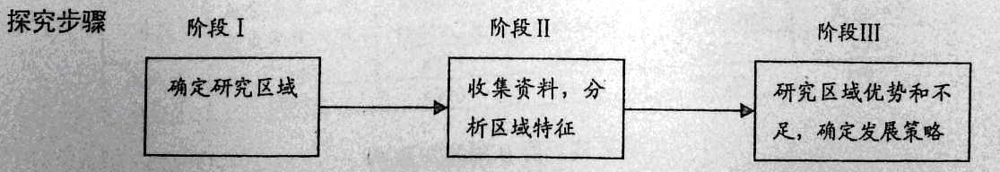 探究步骤
阶段Ⅰ
阶段Ⅱ
阶段Ⅲ
确定研究区域
收集资料，分
析区域特征
研究区域优势和不
足，确定发展策略